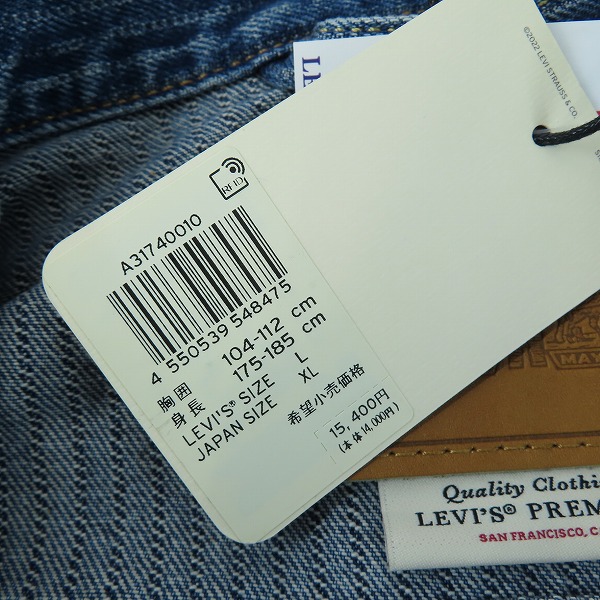 ©2022 LEVI STRAUSS & CO.
RFID
A31740010
4 550539 548475
胸囲 104-112 cm
身長 175-185 cm
LEVI'S® SIZE L
JAPAN SIZE XL
希望小売価格
15,400円
(本体14,000円)
Quality Clothin
LEVI'S® PREM
SAN FRANCISCO, C